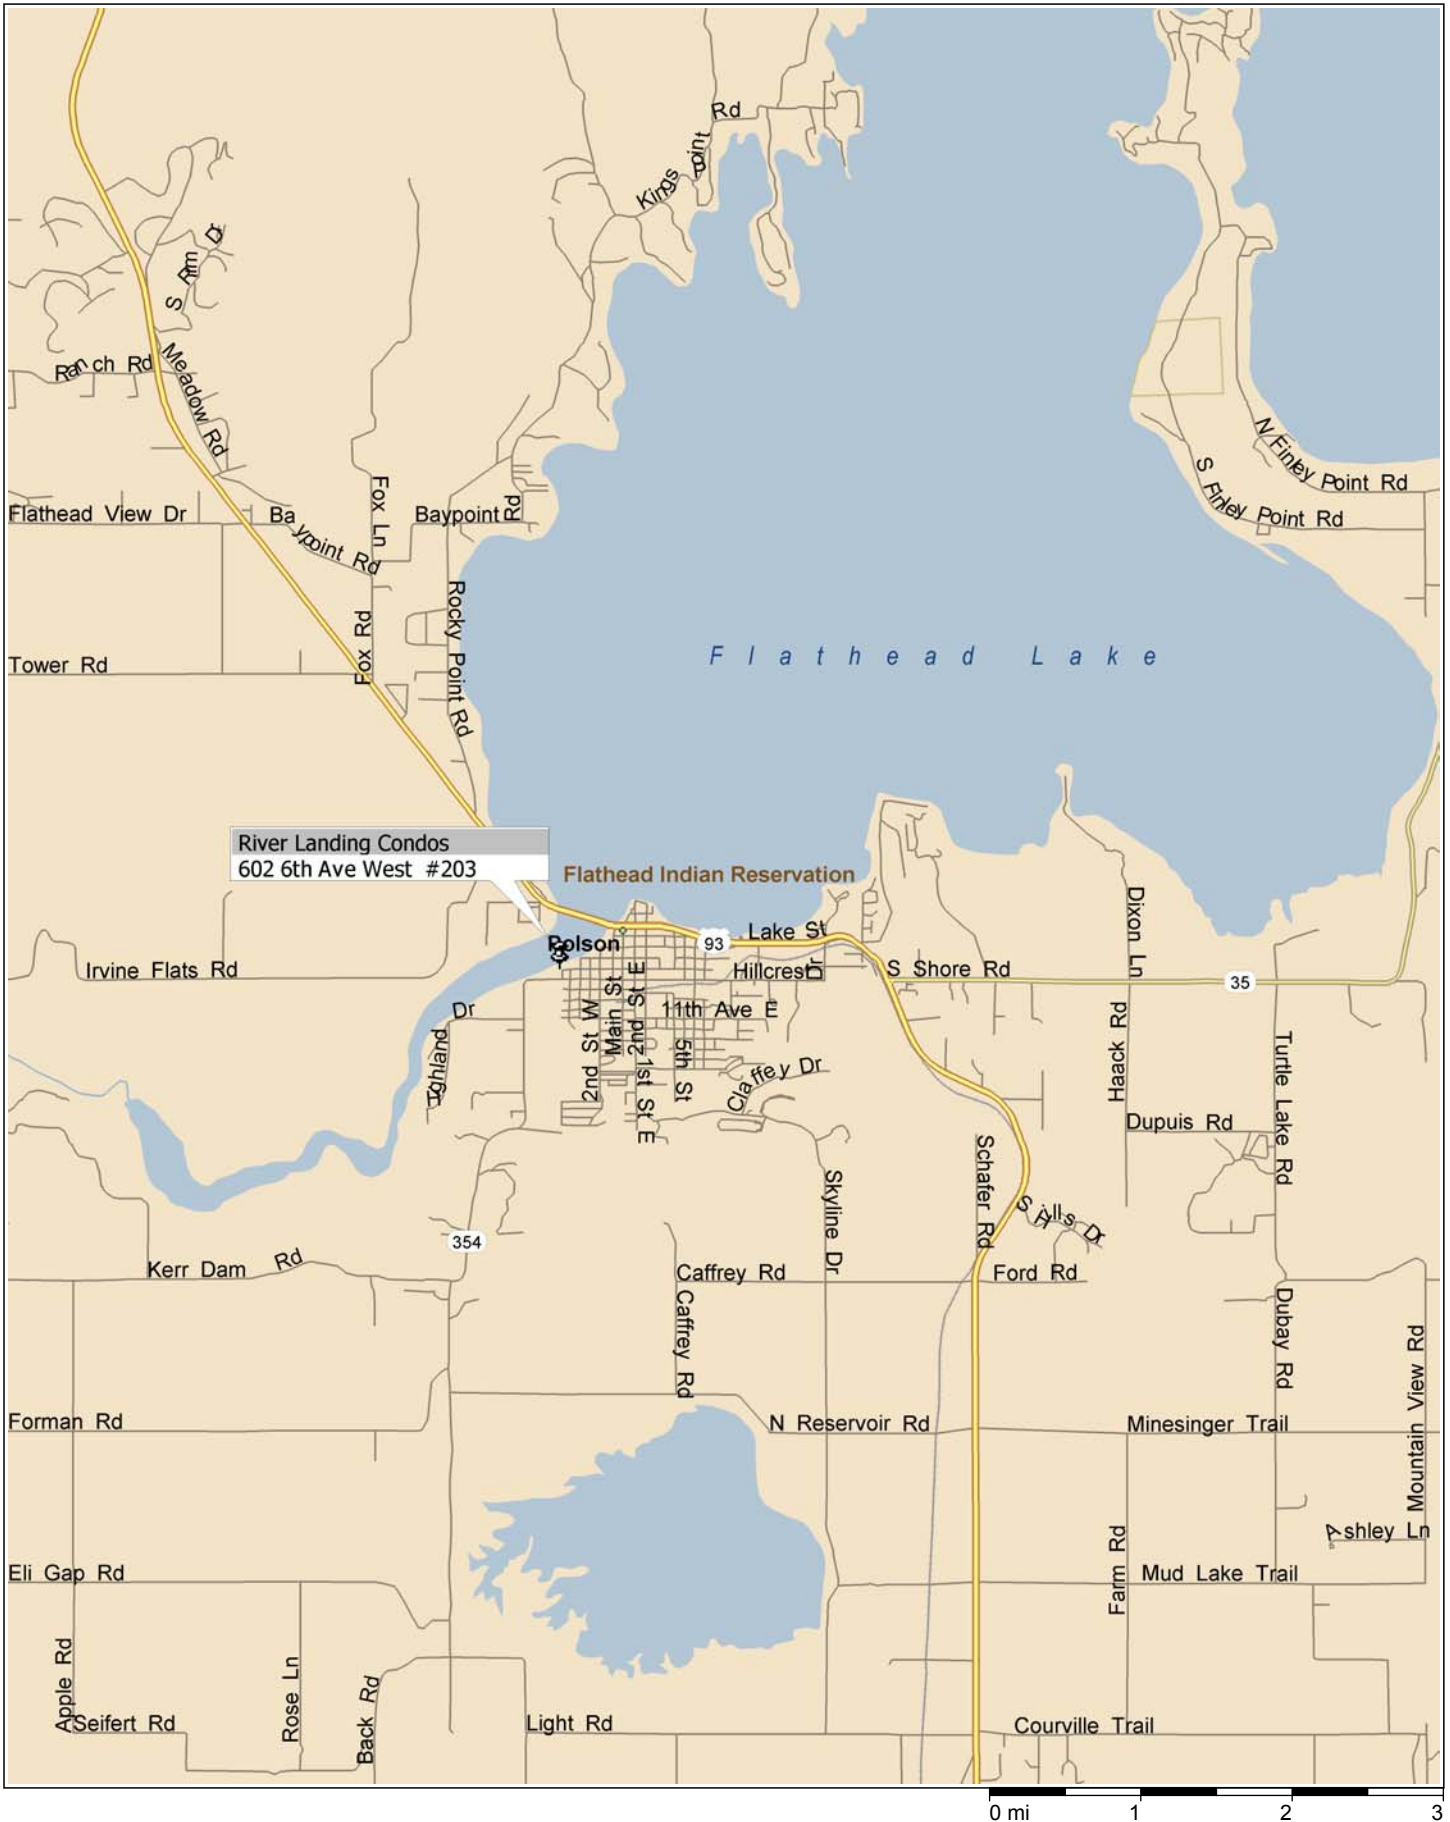 Rd
Kings Point
S Rim Dr
Ranch Rd
Meadow Rd
N Finley Point Rd
S Finley Point Rd
Flathead View Dr
Baypoint Rd
Fox Ln
Baypoint Rd
Rocky Point Rd
Fox Rd
Tower Rd
Flathead Lake
River Landing Condos
602 6th Ave West #203
Flathead Indian Reservation
Polson
93
Lake St
Hillcrest Dr
S Shore Rd
35
Dixon Ln
Irvine Flats Rd
Highland Dr
2nd St W
Main St
2nd St E
1st St E
11th Ave E
5th St
Claffey Dr
Haack Rd
Turtle Lake Rd
Dupuis Rd
Schafer Rd
S Hills Dr
Skyline Dr
354
Kerr Dam Rd
Caffrey Rd
Caffrey Rd
Ford Rd
Dubay Rd
Mountain View Rd
Forman Rd
N Reservoir Rd
Minesinger Trail
Ashley Ln
Eli Gap Rd
Farm Rd
Mud Lake Trail
Apple Rd
Seifert Rd
Rose Ln
Back Rd
Light Rd
Courville Trail
0 mi 1 2 3